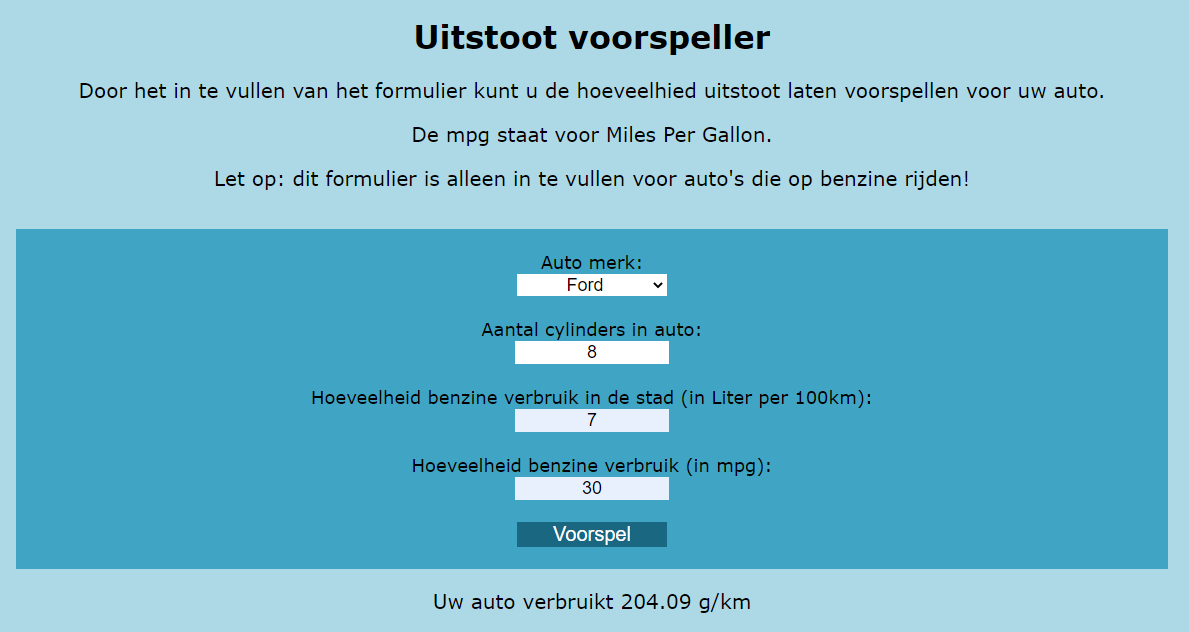 Uitstoot voorspeller
Door het in te vullen van het formulier kunt u de hoeveelhied uitstoot laten voorspellen voor uw auto.
De mpg staat voor Miles Per Gallon.
Let op: dit formulier is alleen in te vullen voor auto's die op benzine rijden!
Auto merk:
Ford
Aantal cylinders in auto:
8
Hoeveelheid benzine verbruik in de stad (in Liter per 100km):
7
Hoeveelheid benzine verbruik (in mpg):
30
Voorspel
Uw auto verbruikt 204.09 g/km